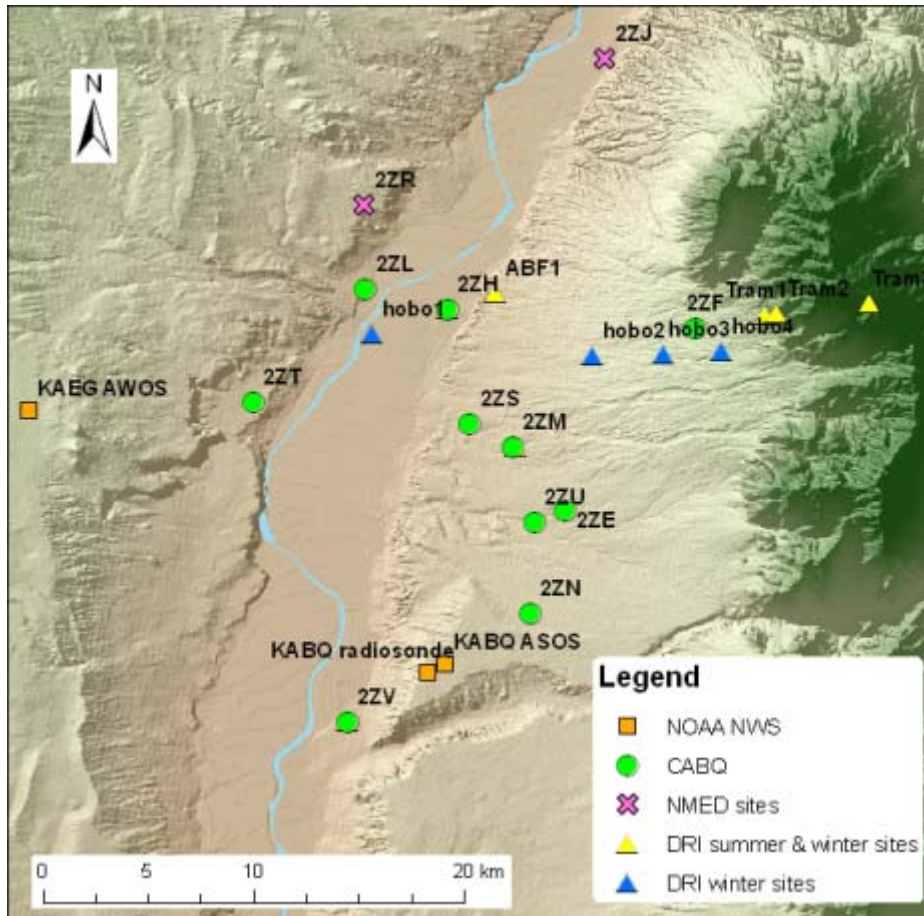 2ZJ
N
2ZR
2ZL
2ZH
ABF1
hobo1
2ZF
Tram1
Tram2
Tram
hobo2
hobo3
hobo4
KAEG AWOS
2ZT
2ZS
2ZM
2ZU
2ZE
2ZN
KABQ radiosonde
KABQ ASOS
2ZV
Legend
NOAA NWS
CABQ
NMED sites
DRI summer & winter sites
DRI winter sites
0 5 10 20 km